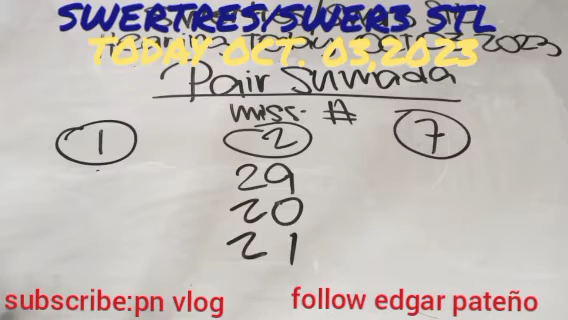 SWERTRES/SWER3 STL
TODAY OCT. 03,2023
Pair Sumada
miss. #
1 2 7
29
20
21
subscribe:pn vlog follow edgar pateño